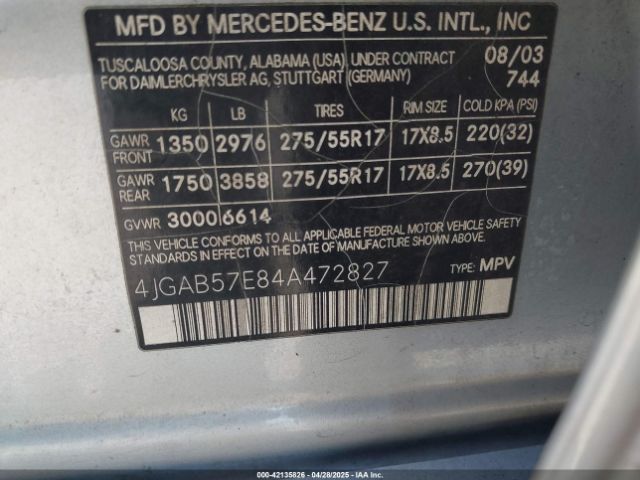 MFD BY MERCEDES-BENZ U.S. INTL., INC
TUSCALOOSA COUNTY, ALABAMA (USA), UNDER CONTRACT 08/03
FOR DAIMLERCHRYSLER AG, STUTTGART (GERMANY) 744
KG LB TIRES RIM SIZE COLD KPA (PSI)
GAWR FRONT 1350 2976 275/55R17 17X8.5 220(32)
GAWR REAR 1750 3858 275/55R17 17X8.5 270(39)
GVWR 3000 6614
THIS VEHICLE CONFORMS TO ALL APPLICABLE FEDERAL MOTOR VEHICLE SAFETY
STANDARDS IN EFFECT ON THE DATE OF MANUFACTURE SHOWN ABOVE.
4JGAB57E84A472827 TYPE: MPV
000-42135826 - 04/28/2025 - IAA Inc.